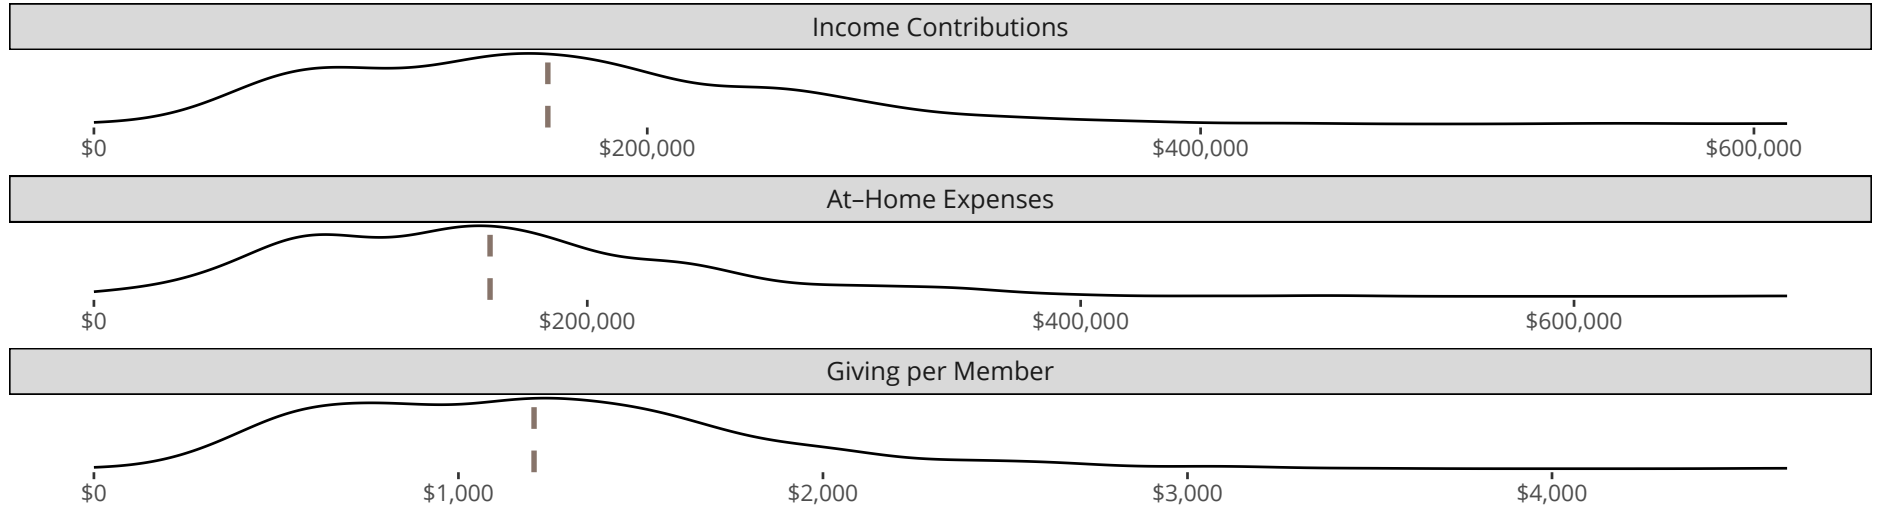 Income Contributions
$0 $200,000 $400,000 $600,000
At–Home Expenses
$0 $200,000 $400,000 $600,000
Giving per Member
$0 $1,000 $2,000 $3,000 $4,000